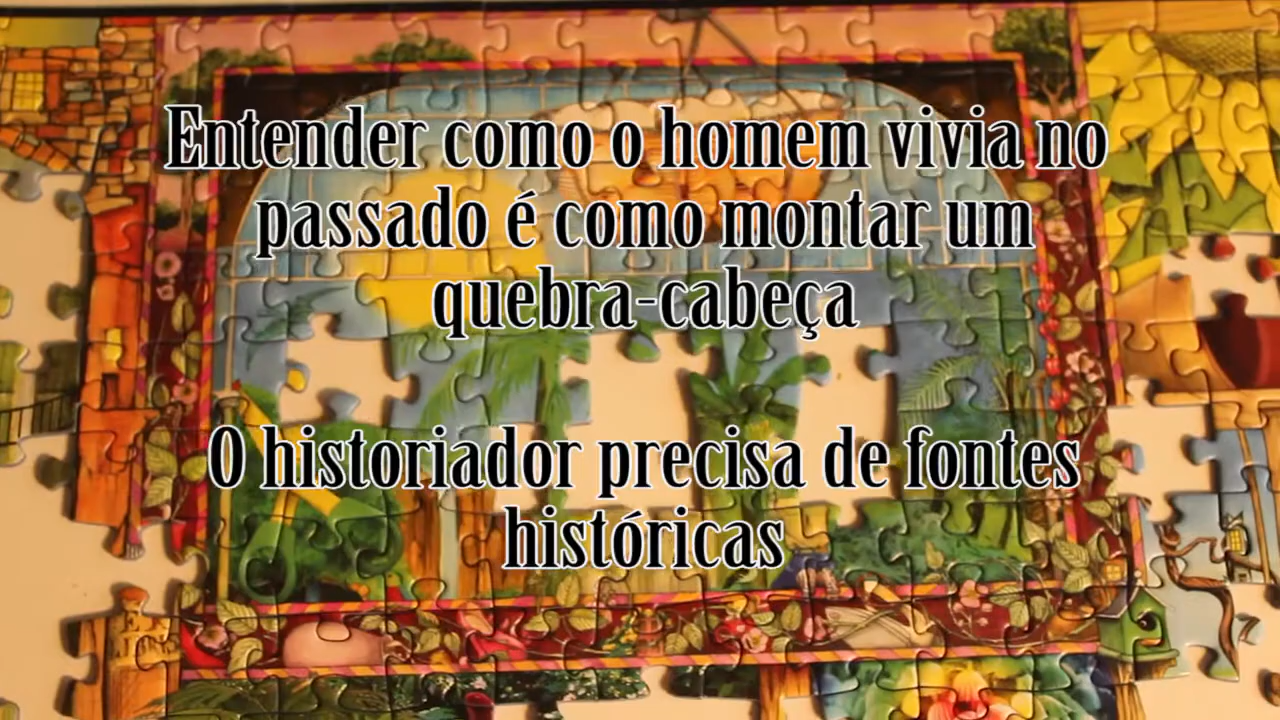 Entender como o homem vivia no
passado é como montar um
quebra-cabeça
O historiador precisa de fontes
históricas